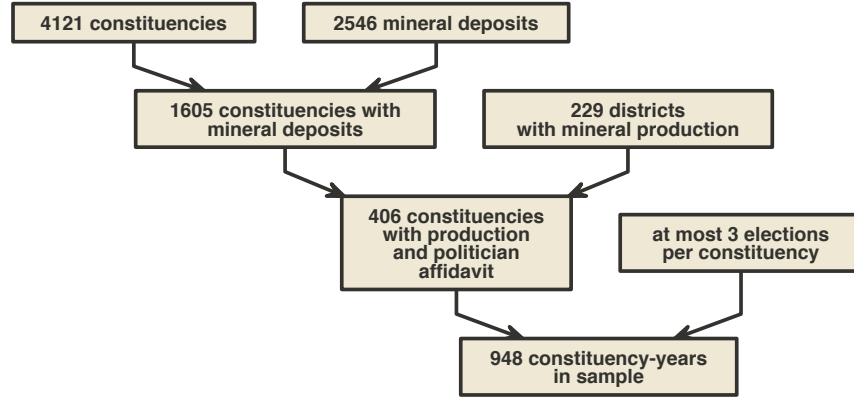 4121 constituencies
2546 mineral deposits
1605 constituencies with
mineral deposits
229 districts
with mineral production
406 constituencies
with production
and politician
affidavit
at most 3 elections
per constituency
948 constituency-years
in sample